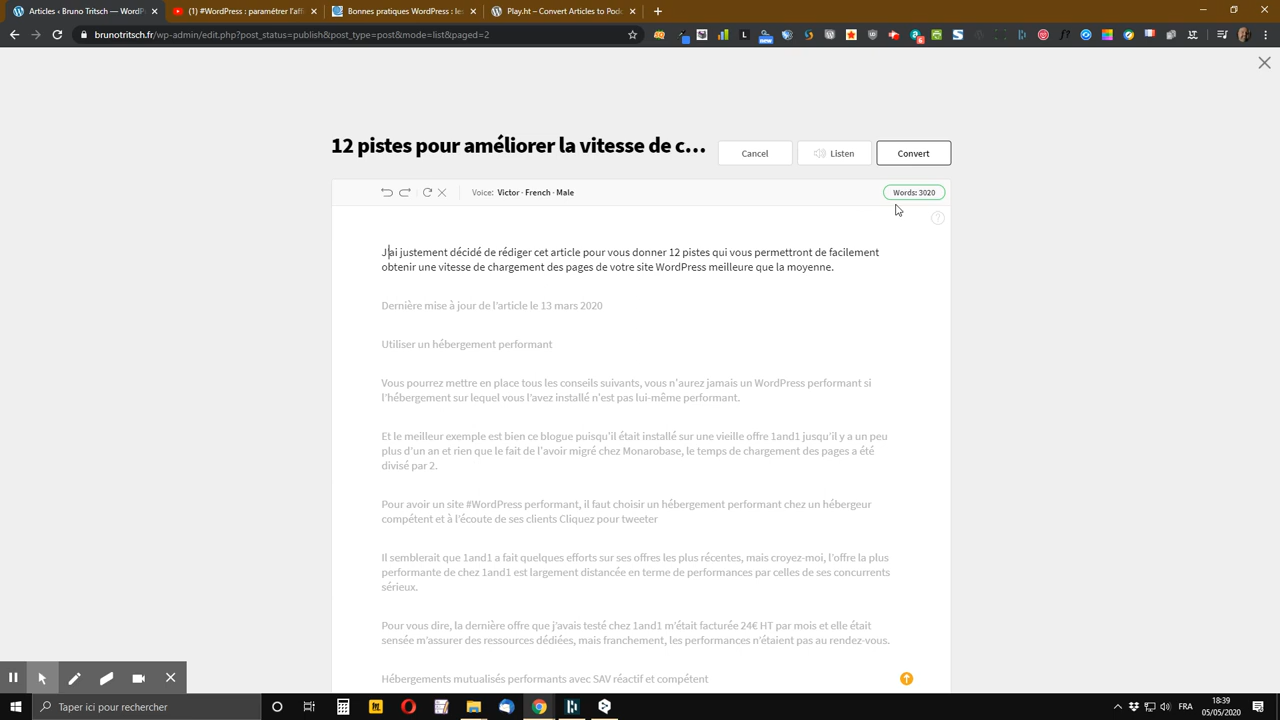 Articles « Bruno Tritsch — WordP
(1) #WordPress : paramétrer l'aff
12 Bonnes pratiques pour sécuris
Bientôt des podcasts pour
Play.ht – Articles to Podc
brunotritsch.fr/wp-admin/edit.php?post_status=publish&post_type=post&mode=list&paged=2
12 pistes pour améliorer la vitesse de c...
Cancel
Listen
Convert
Voice: Victor · French · Male
Words: 3020
J'ai justement décidé de rédiger cet article pour vous donner 12 pistes qui vous permettront de facilement
obtenir une vitesse de chargement des pages de votre site WordPress meilleure que la moyenne.
Dernière mise à jour de l'article le 13 mars 2020
Utiliser un hébergement performant
Vous pourrez mettre en place tous les conseils suivants, vous n'aurez jamais un WordPress performant si
l'hébergement sur lequel vous l'avez installé n'est pas lui-même performant.
Et le meilleur exemple est bien ce blogue puisqu'il était installé sur une vieille offre 1and1 jusqu'il y a un peu
plus d'un an et rien que le fait de l'avoir migré chez Monarobase, le temps de chargement des pages a été
divisé par 2.
Pour avoir un site #WordPress performant, il faut choisir un hébergement performant chez un hébergeur
compétent et à l'écoute de ses clients Cliquez pour tweeter
Il semblerait que 1and1 a fait quelques efforts sur ses offres les plus récentes, mais croyez-moi, l'offre la plus
performante de chez 1and1 est largement distancée en terme de performances par celles de ses concurrents
sérieux.
Pour vous dire, la dernière offre que j'avais testé chez 1and1 m'était facturée 24€ HT par mois et elle était
sensée m'assurer des ressources dédiées, mais franchement, les performances n'étaient pas au rendez-vous.
Hébergements mutualisés performants avec SAV réactif et compétent
Taper ici pour rechercher
FRA
18:39
05/05/2020